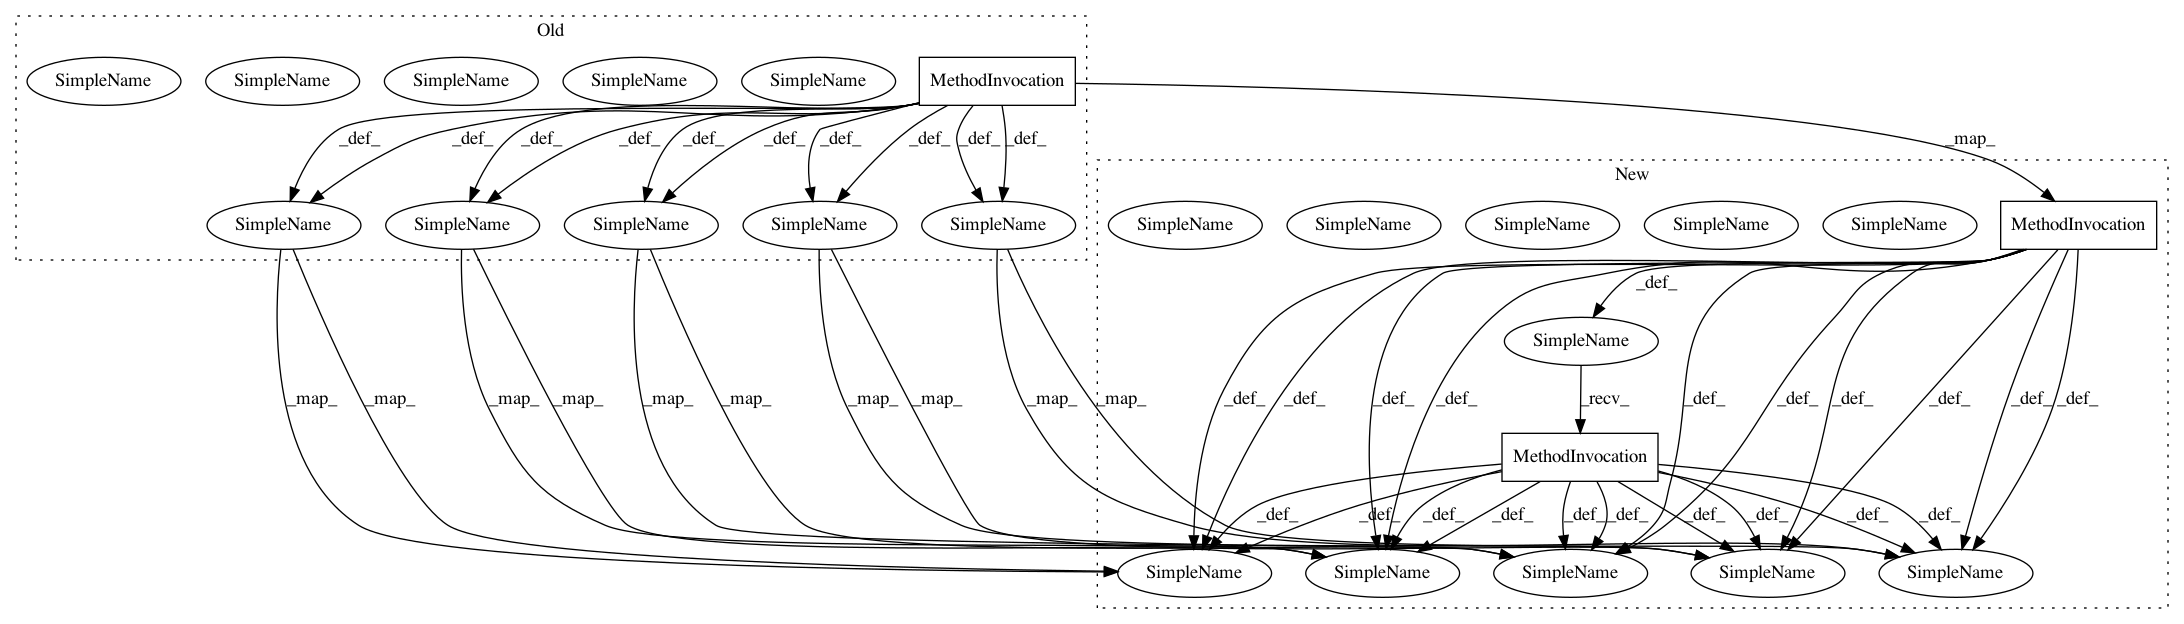 Old
SimpleName SimpleName SimpleName SimpleName SimpleName MethodInvocation
_def_ _def_ _def_ _def_ _def_ _def_ _def_ _def_ _def_ _def_ _map_
New
SimpleName SimpleName SimpleName SimpleName SimpleName SimpleName SimpleName SimpleName SimpleName SimpleName MethodInvocation
_def_
SimpleName
_map_ _map_ _map_ _map_ _map_ _map_ _map_ _map_ _map_ _map_ _def_ _def_ _def_ _def_ _recv_ _def_ _def_ _def_ _def_ _def_ _def_
MethodInvocation
_def_ _def_ _def_ _def_ _def_ _def_ _def_ _def_ _def_ _def_
SimpleName SimpleName SimpleName SimpleName SimpleName